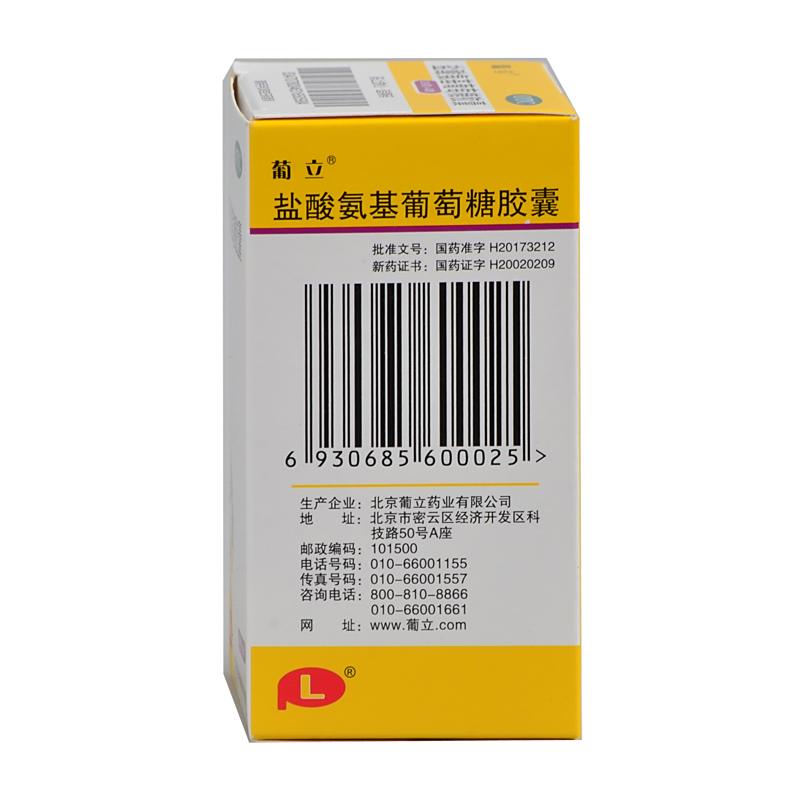 葡立®
盐酸氨基葡萄糖胶囊
批准文号：国药准字 H20173212
新药证书：国药证字 H20020209
6 930685 600025 >
生产企业：北京葡立药业有限公司
地 址：北京市密云区经济开发区科
技路50号A座
邮政编码：101500
电话号码：010-66001155
传真号码：010-66001557
咨询电话：800-810-8866
010-66001661
网 址：www.葡立.com
L®